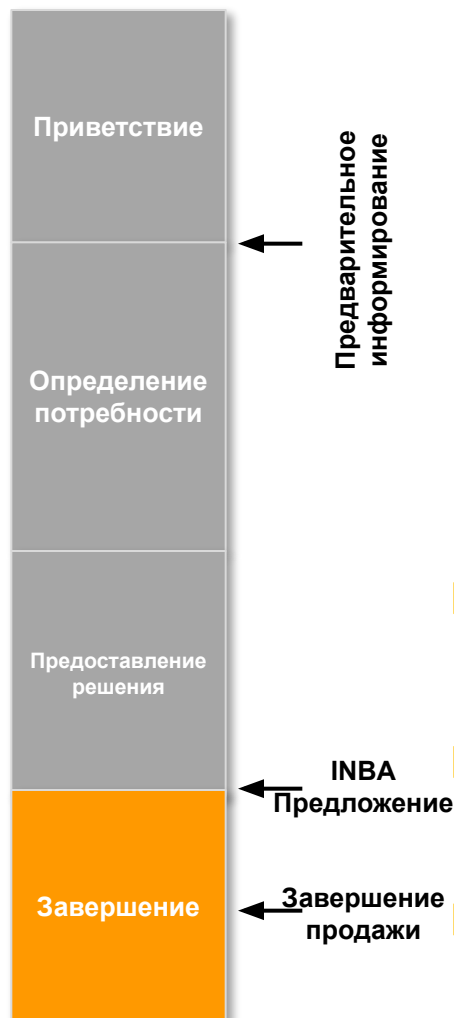 Приветствие
Предварительное
информирование
Определение
потребности
Предоставление
решения
INBA
Предложение
Завершение
Завершение
продажи